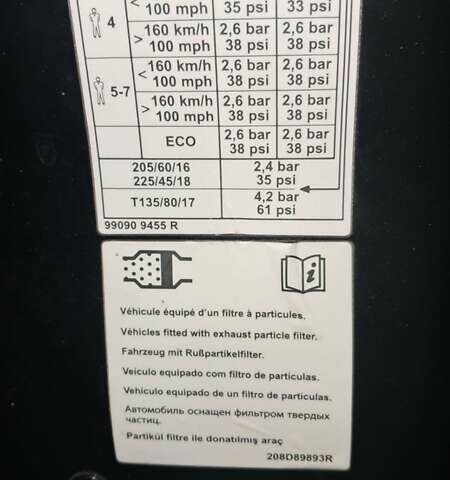 < 100 mph 35 psi 33 psi
4
> 160 km/h 2,6 bar 2,6 bar
100 mph 38 psi 38 psi
< 160 km/h 2,6 bar 2,6 bar
100 mph 38 psi 38 psi
5-7
> 160 km/h 2,6 bar 2,6 bar
100 mph 38 psi 38 psi
ECO 2,6 bar 2,6 bar
38 psi 38 psi
205/60/16 2,4 bar
225/45/18 35 psi
T135/80/17 4,2 bar
61 psi
99090 9455 R
i
Véhicule équipé d'un filtre à particules.
Véhicles fitted with exhaust particle filter.
Fahrzeug mit Rußpartikelfilter.
Veiculo equipado com filtro de particulas.
Vehiculo equipado de un filtro de particulas.
Автомобиль оснащен фильтром твердых
частиц.
Partikül filtre ile donatılmış araç
208D89893R